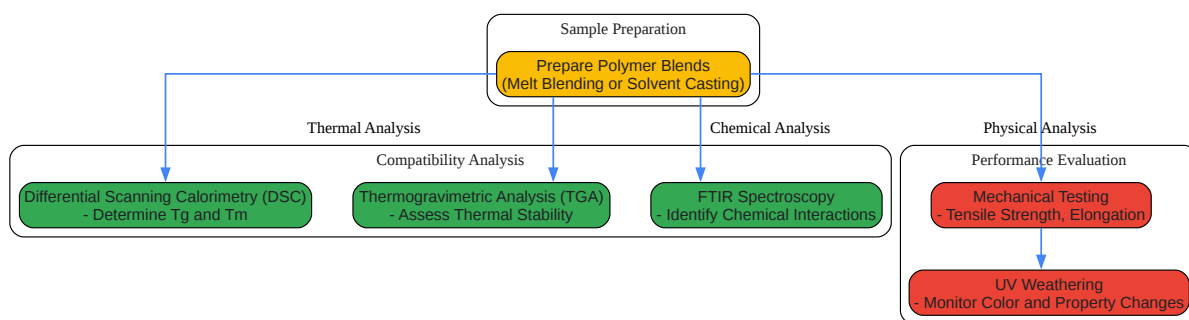 Sample Preparation
Prepare Polymer Blends
(Melt Blending or Solvent Casting)
Thermal Analysis
Chemical Analysis
Physical Analysis
Compatibility Analysis
Performance Evaluation
Differential Scanning Calorimetry (DSC)
- Determine Tg and Tm
Thermogravimetric Analysis (TGA)
- Assess Thermal Stability
FTIR Spectroscopy
- Identify Chemical Interactions
Mechanical Testing
- Tensile Strength, Elongation
UV Weathering
- Monitor Color and Property Changes